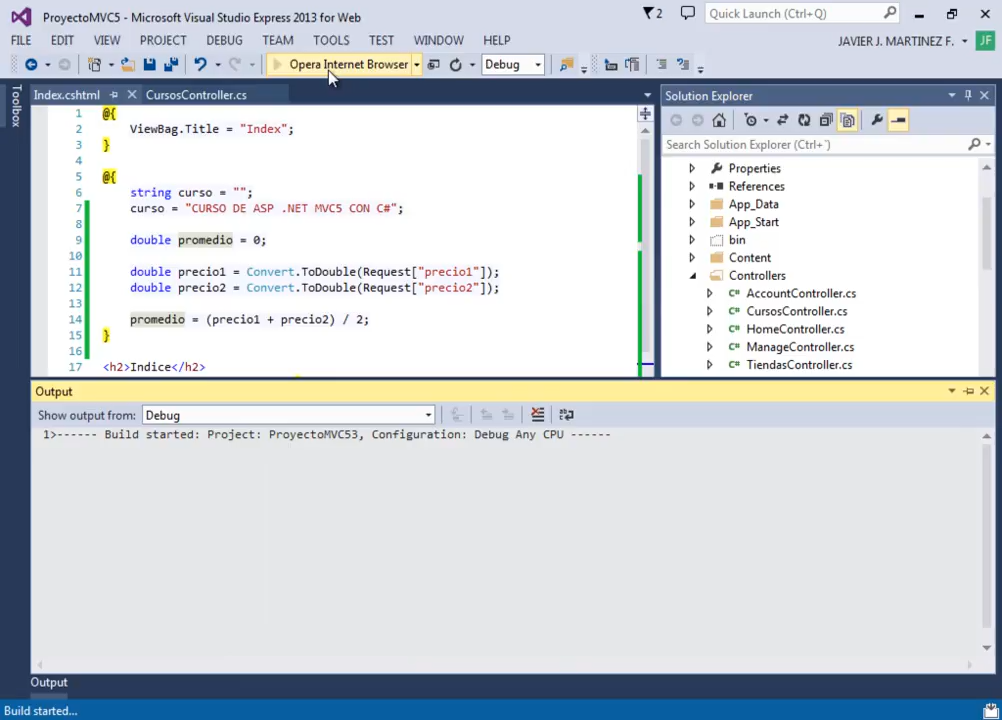 ProyectoMVC5 - Microsoft Visual Studio Express 2013 for Web
2
Quick Launch (Ctrl+Q)
FILE EDIT VIEW PROJECT DEBUG TEAM TOOLS TEST WINDOW HELP
JAVIER J. MARTINEZ F. JF
Opera Internet Browser
Debug
Toolbox
Index.cshtml CursosController.cs
1 @{
2 ViewBag.Title = "Index";
3 }
4
5 @{
6 string curso = "";
7 curso = "CURSO DE ASP .NET MVC5 CON C#";
8
9 double promedio = 0;
10
11 double precio1 = Convert.ToDouble(Request["precio1"]);
12 double precio2 = Convert.ToDouble(Request["precio2"]);
13
14 promedio = (precio1 + precio2) / 2;
15 }
16
17 <h2>Indice</h2>
Solution Explorer
Search Solution Explorer (Ctrl+`)
Properties
References
App_Data
App_Start
bin
Content
Controllers
C# AccountController.cs
C# CursosController.cs
C# HomeController.cs
C# ManageController.cs
C# TiendasController.cs
Output
Show output from: Debug
1>------ Build started: Project: ProyectoMVC53, Configuration: Debug Any CPU ------
Output
Build started...